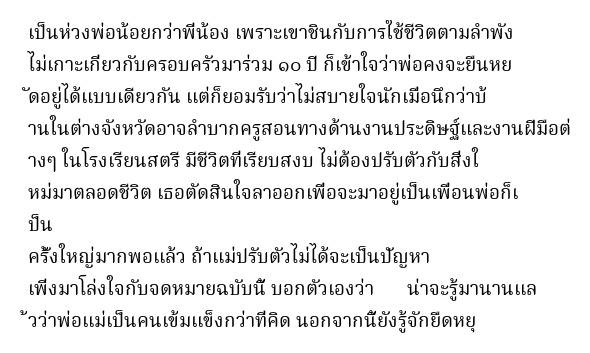 เป็นห่วงพ่อน้อยกว่าพี่น้อง เพราะเขาชินกับการใช้ชีวิตตามลำพัง
ไม่เกาะเกี่ยวกับครอบครัวมาร่วม ๑๐ ปี ก็เข้าใจว่าพ่อคงจะยืนหย
ัดอยู่ได้แบบเดียวกัน แต่ก็ยอมรับว่าไม่สบายใจนักเมื่อนึกว่าบ้
านในต่างจังหวัดอาจลำบากครูสอนทางด้านงานประดิษฐ์และงานฝีมือต่
างๆ ในโรงเรียนสตรี มีชีวิตที่เรียบสงบ ไม่ต้องปรับตัวกับสิ่งใ
หม่มาตลอดชีวิต เธอตัดสินใจลาออกเพื่อจะมาอยู่เป็นเพื่อนพ่อก็เ
ป็น
ครั้งใหญ่มากพอแล้ว ถ้าแม่ปรับตัวไม่ได้จะเป็นปัญหา
เพิ่งมาโล่งใจกับจดหมายฉบับนี้ บอกตัวเองว่า น่าจะรู้มานานแล
้วว่าพ่อแม่เป็นคนเข้มแข็งกว่าที่คิด นอกจากนี้ยังรู้จักยืดหยุ